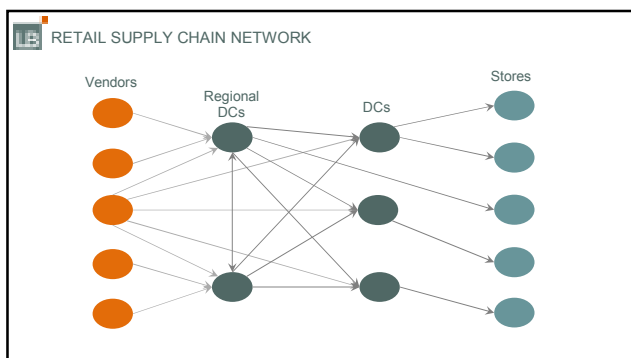 LB
RETAIL SUPPLY CHAIN NETWORK
Vendors
Regional
DCs
DCs
Stores